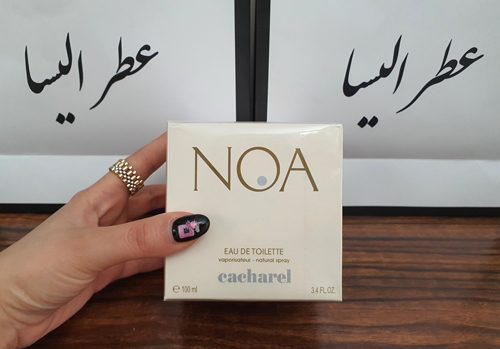 عطر اليسا
عطر اليسا
NOA
EAU DE TOILETTE
vaporisateur - natural spray
cacharel
℮ 100 ml
3.4 FL.OZ.